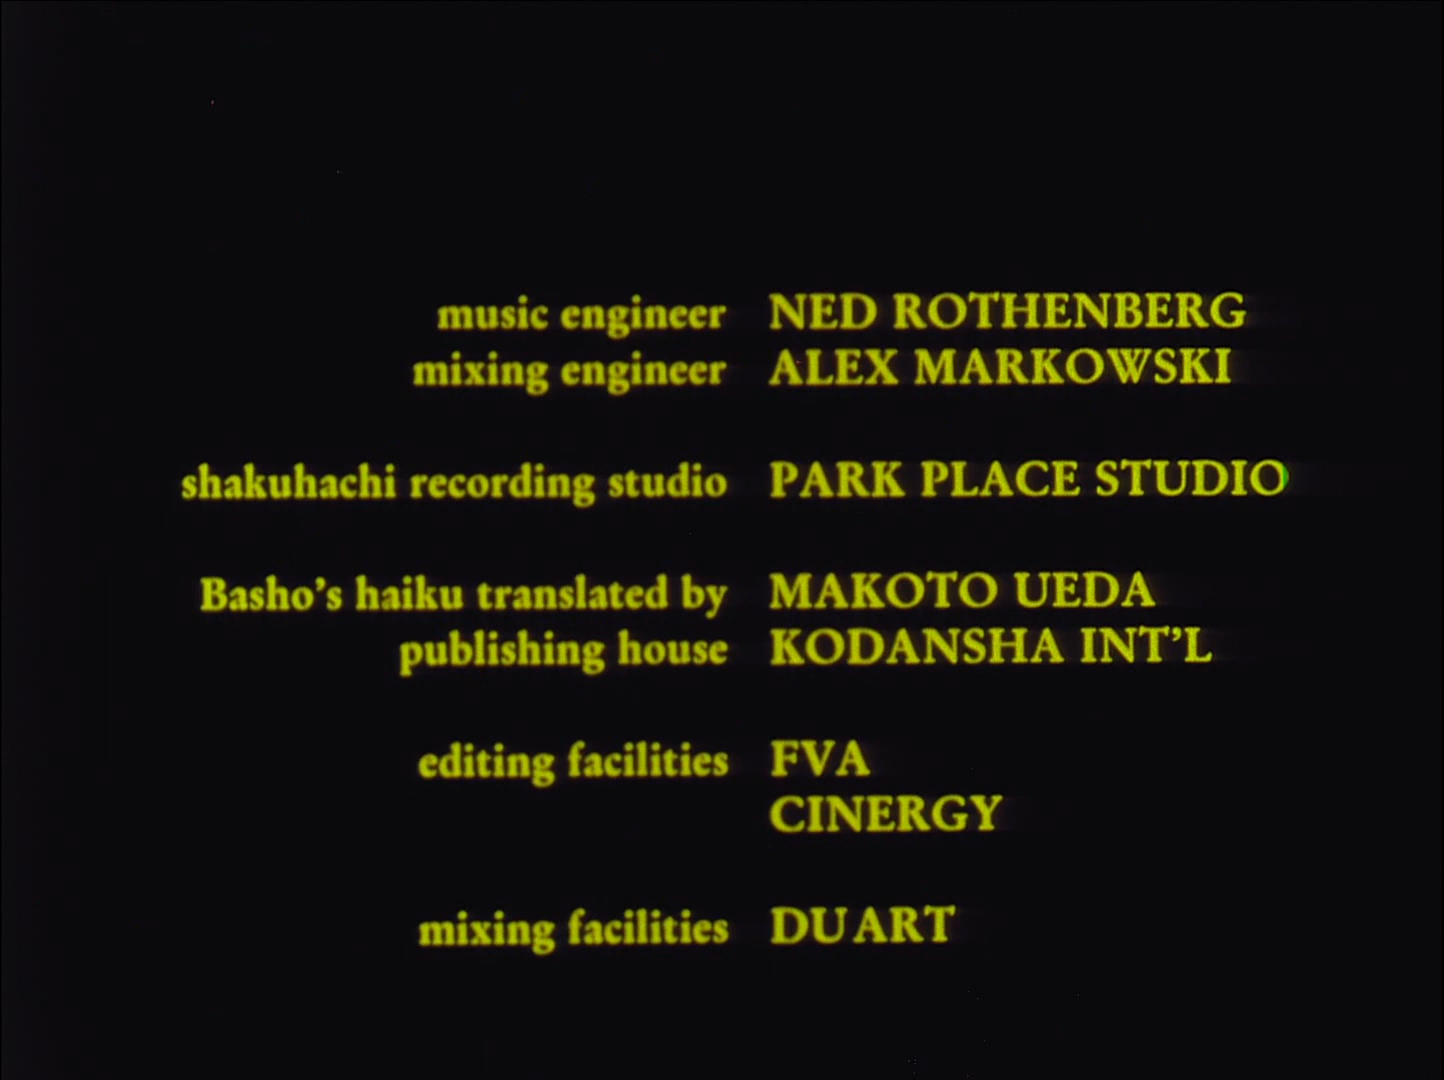 music engineer NED ROTHENBERG
mixing engineer ALEX MARKOWSKI
shakuhachi recording studio PARK PLACE STUDIO
Basho's haiku translated by MAKOTO UEDA
publishing house KODANSHA INT'L
editing facilities FVA
CINERGY
mixing facilities DU ART